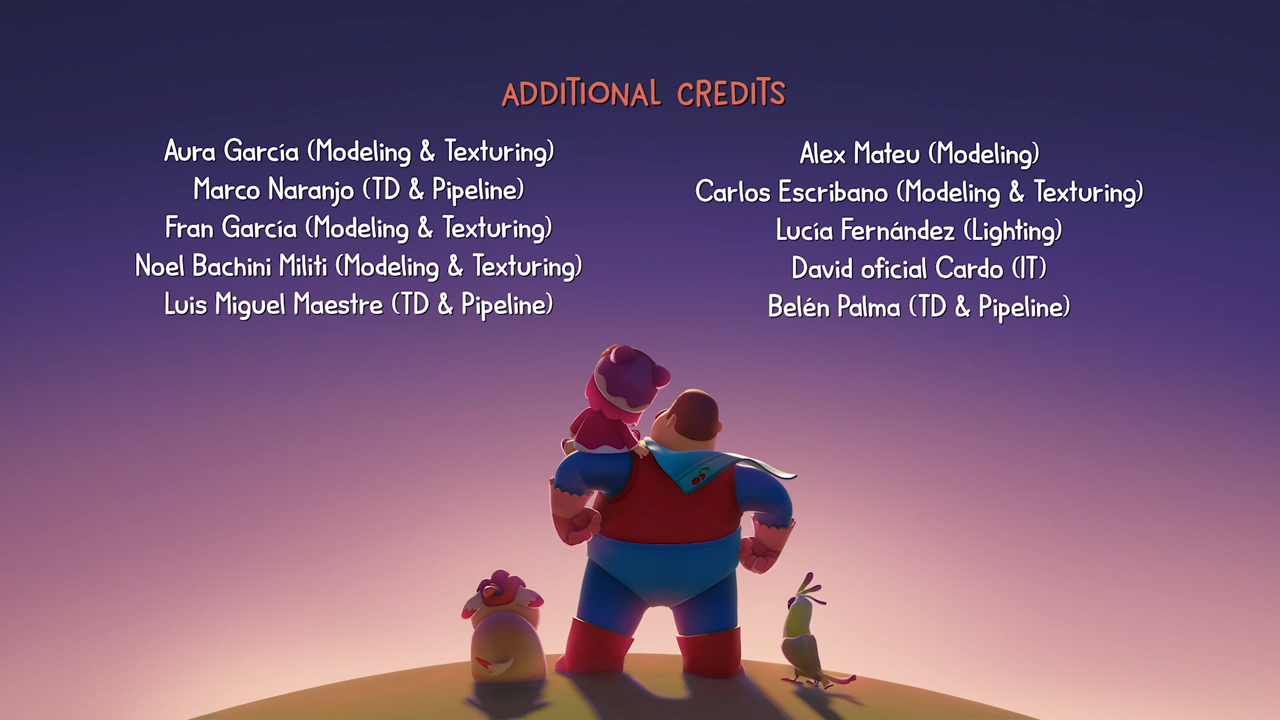 ADDITIONAL CREDITS
Aura García (Modeling & Texturing)
Marco Naranjo (TD & Pipeline)
Fran García (Modeling & Texturing)
Noel Bachini Militi (Modeling & Texturing)
Luis Miguel Maestre (TD & Pipeline)
Alex Mateu (Modeling)
Carlos Escribano (Modeling & Texturing)
Lucía Fernández (Lighting)
David oficial Cardo (IT)
Belén Palma (TD & Pipeline)